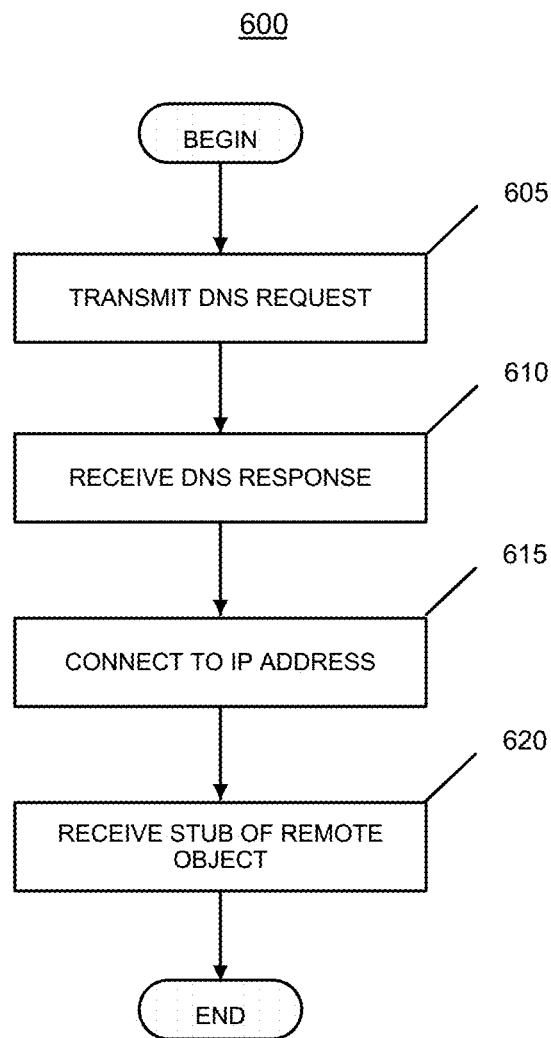 600
BEGIN
605
TRANSMIT DNS REQUEST
610
RECEIVE DNS RESPONSE
615
CONNECT TO IP ADDRESS
620
RECEIVE STUB OF REMOTE
OBJECT
END